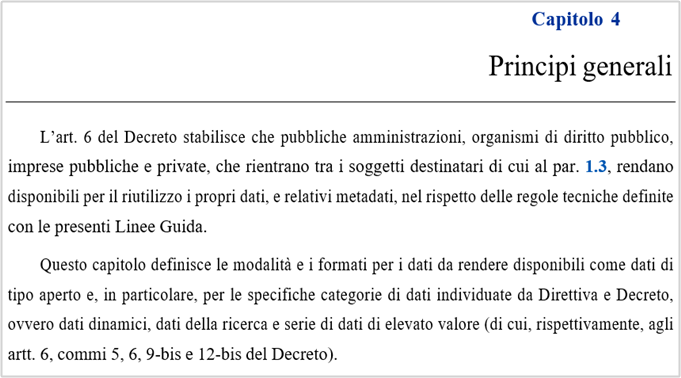 Capitolo 4
Principi generali
L’art. 6 del Decreto stabilisce che pubbliche amministrazioni, organismi di diritto pubblico,
imprese pubbliche e private, che rientrano tra i soggetti destinatari di cui al par. 1.3, rendano
disponibili per il riutilizzo i propri dati, e relativi metadati, nel rispetto delle regole tecniche definite
con le presenti Linee Guida.
Questo capitolo definisce le modalità e i formati per i dati da rendere disponibili come dati di
tipo aperto e, in particolare, per le specifiche categorie di dati individuate da Direttiva e Decreto,
ovvero dati dinamici, dati della ricerca e serie di dati di elevato valore (di cui, rispettivamente, agli
artt. 6, commi 5, 6, 9-bis e 12-bis del Decreto).